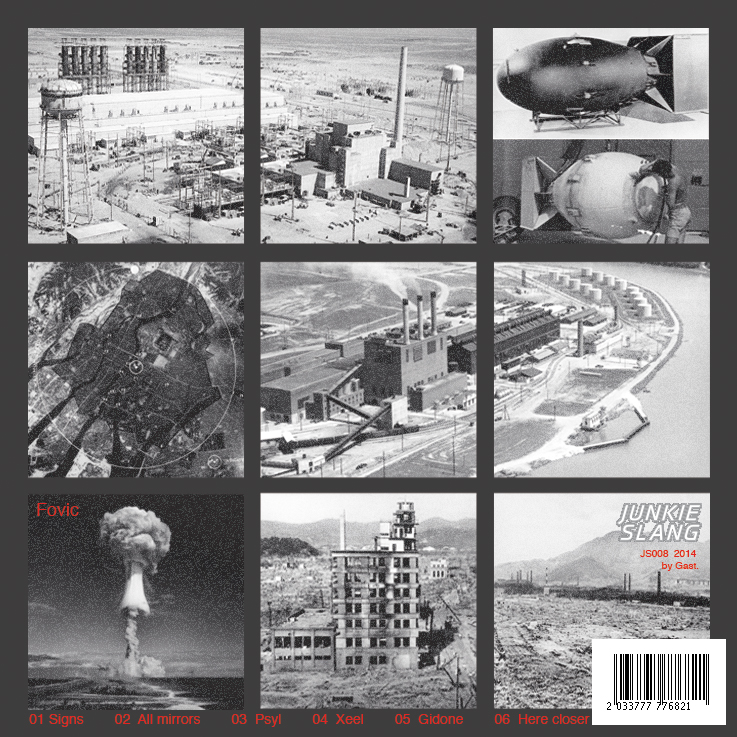 Fovic
JUNKIE
SLANG
JS008 2014
by Gast.
01 Signs 02 All mirrors 03 Psyl 04 Xeel 05 Gidone 06 Here closer
2 033777 776821